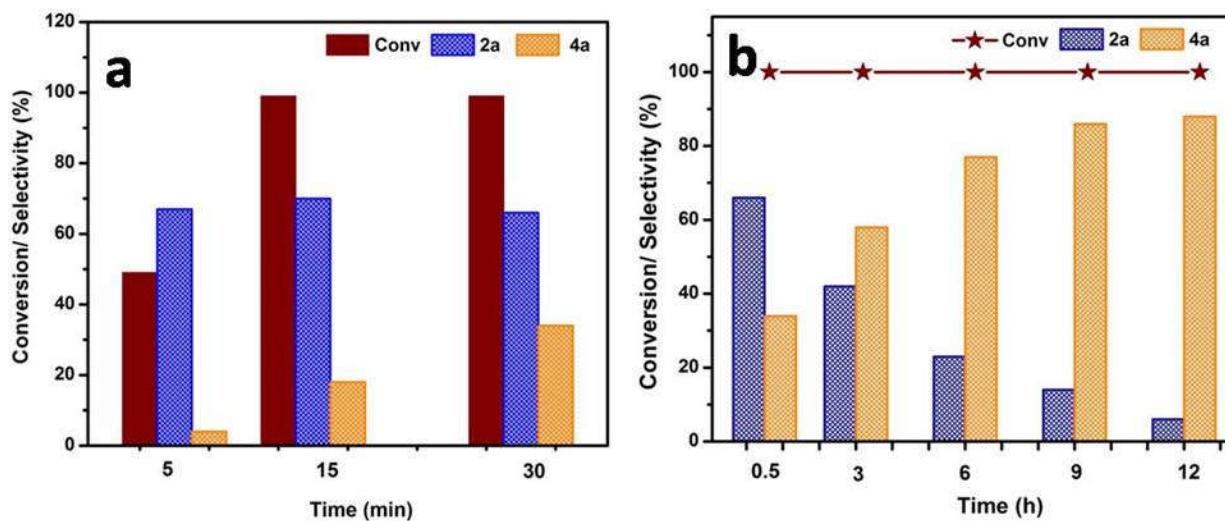 a
Conv 2a 4a
Conversion/ Selectivity (%)
120
100
80
60
40
20
0
5 15 30
Time (min)
b
Conv 2a 4a
Conversion/ Selectivity (%)
100
80
60
40
20
0
0.5 3 6 9 12
Time (h)